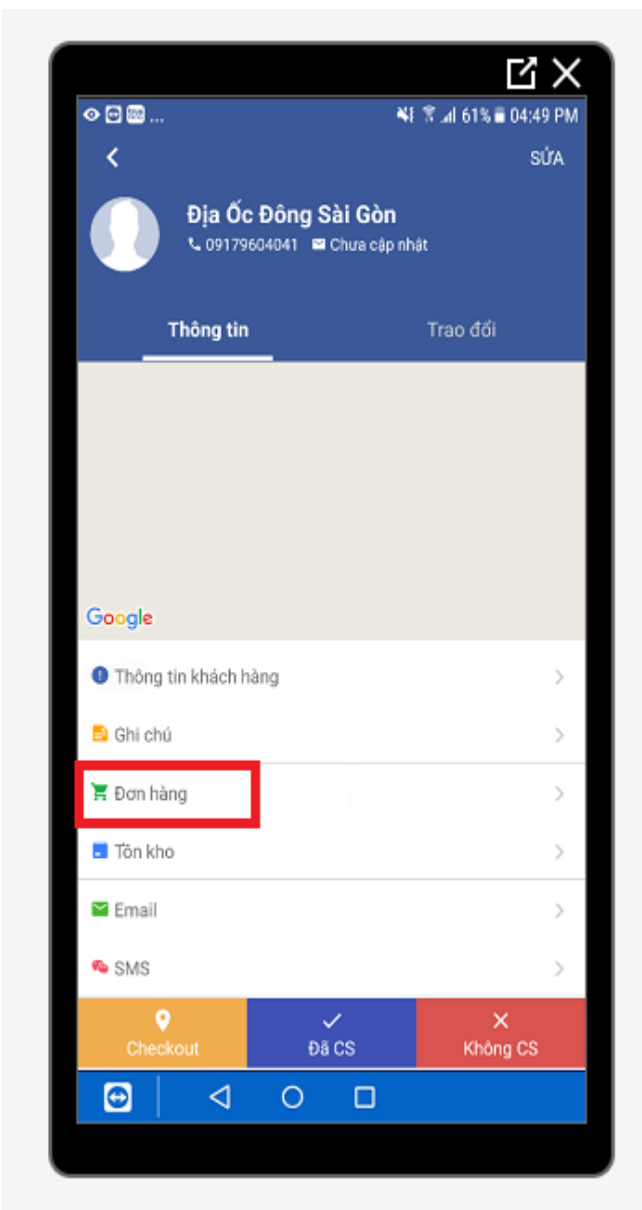 ... 61% 04:49 PM
SỬA
Địa Ốc Đông Sài Gòn
09179604041 Chưa cập nhật
Thông tin Trao đổi
Google
Thông tin khách hàng
Ghi chú
Đơn hàng
Tồn kho
Email
SMS
Checkout Đã CS Không CS